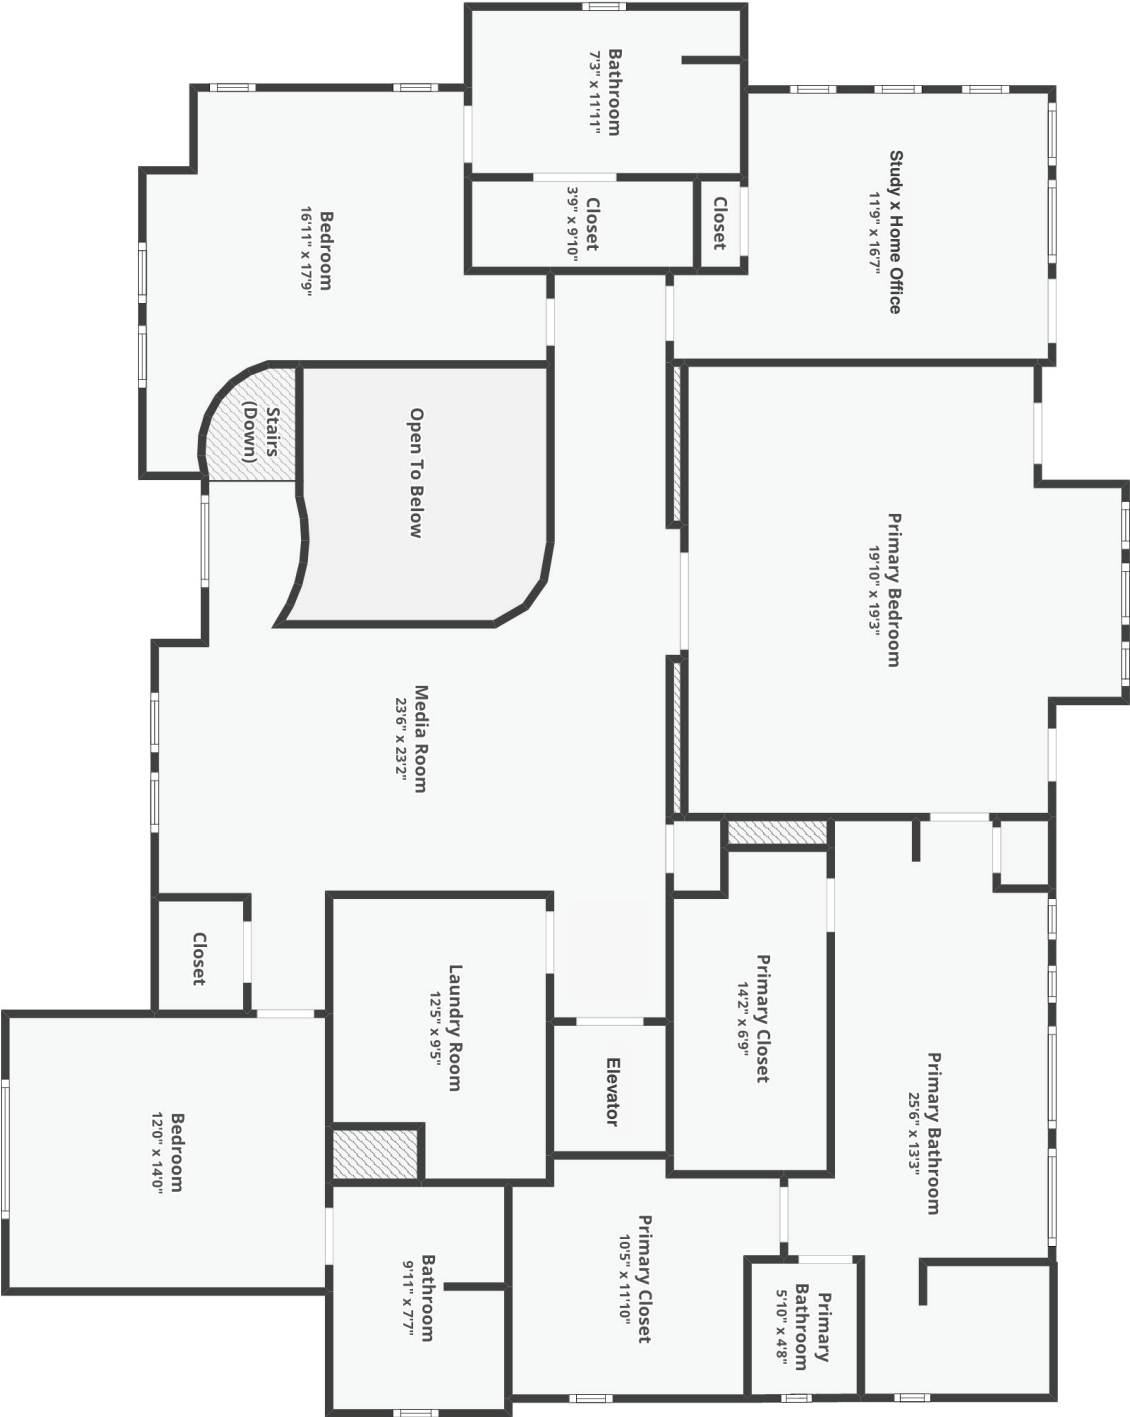 Bathroom
7'3" x 11'11"
Study x Home Office
11'9" x 16'7"
Closet
3'9" x 9'10"
Closet
Bedroom
16'11" x 17'9"
Stairs
(Down)
Open To Below
Primary Bedroom
19'10" x 19'3"
Media Room
23'6" x 23'2"
Closet
Laundry Room
12'5" x 9'5"
Primary Closet
14'2" x 6'9"
Elevator
Primary Bathroom
25'6" x 13'3"
Bedroom
12'0" x 14'0"
Bathroom
9'11" x 7'7"
Primary Closet
10'5" x 11'10"
Primary
Bathroom
5'10" x 4'8"